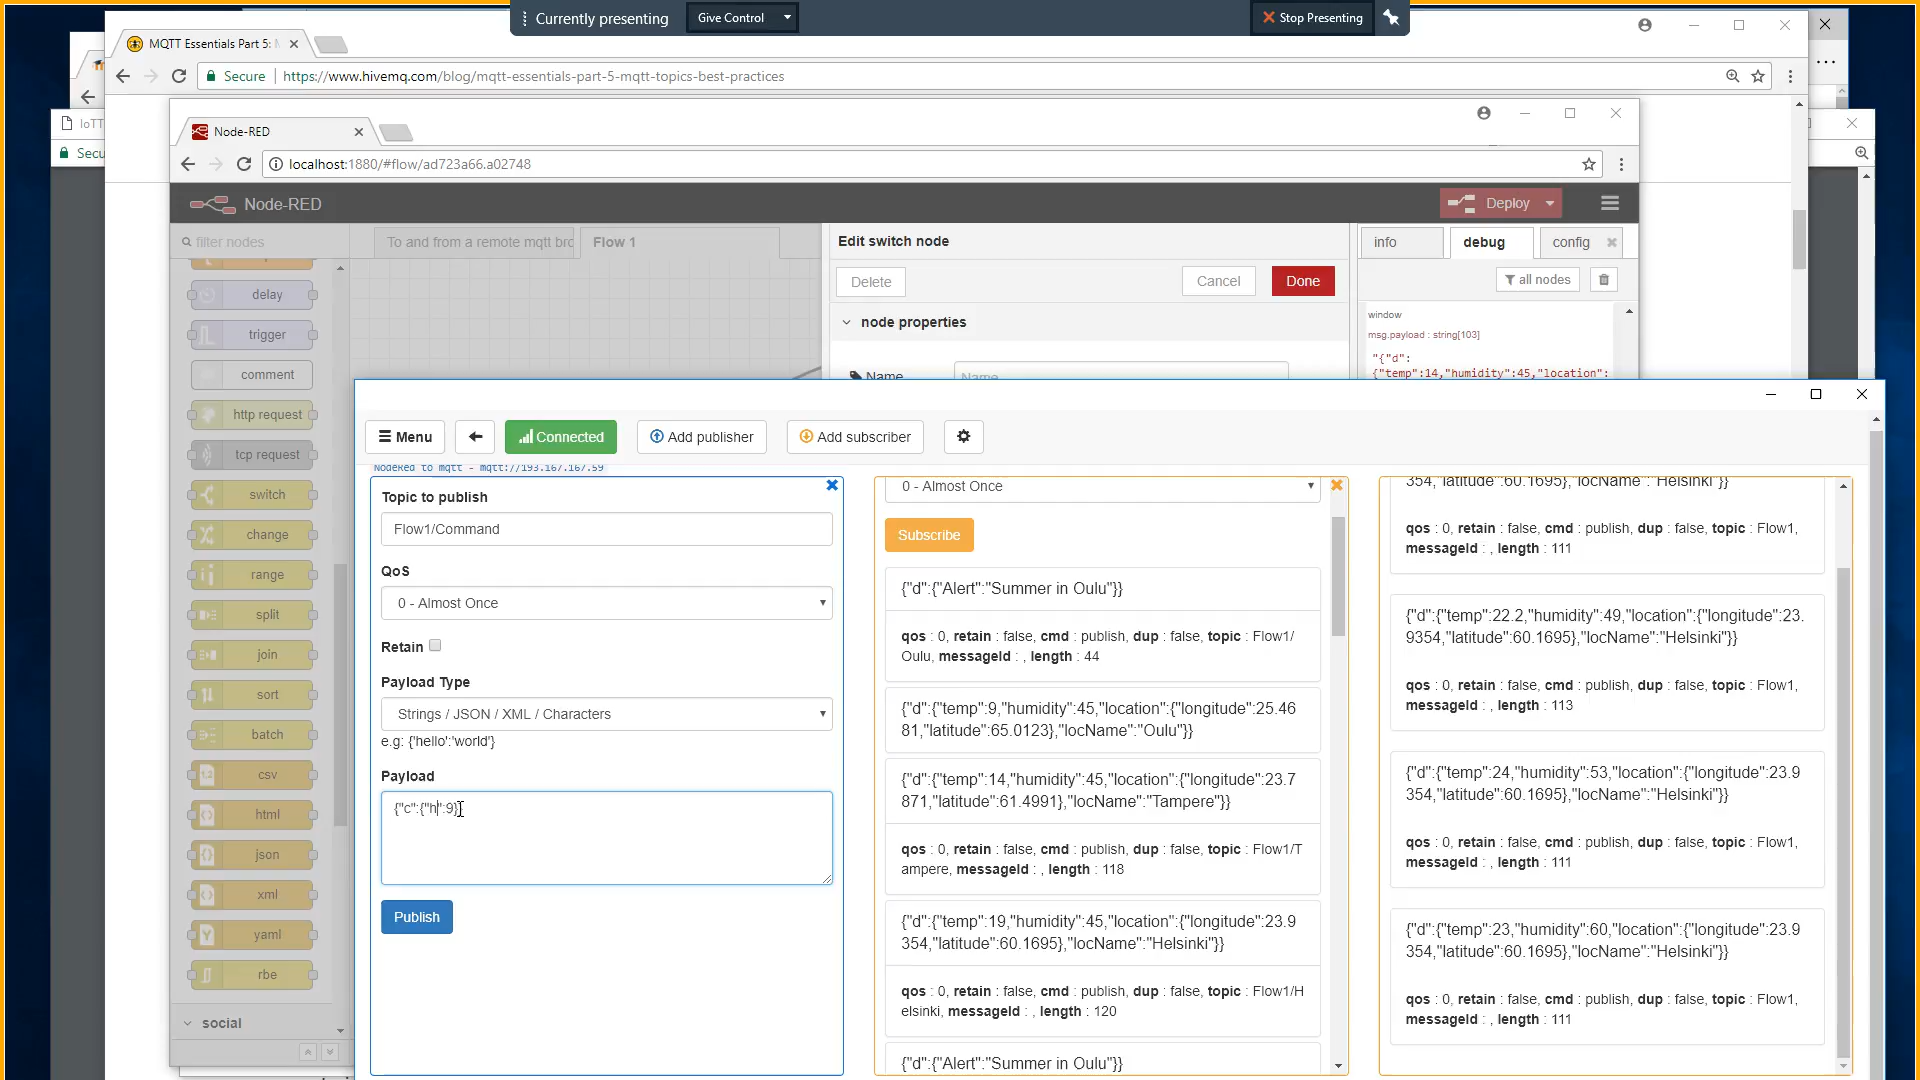 Currently presenting
Give Control
Stop Presenting
MQTT Essentials Part 5: M
Secure
https://www.hivemq.com/blog/mqtt-essentials-part-5-mqtt-topics-best-practices
IoTT
Secu
Node-RED
localhost:1880/#flow/ad723a66.a02748
Node-RED
Deploy
filter nodes
To and from a remote mqtt brc
Flow 1
Edit switch node
info
debug
config
Delete
Cancel
Done
all nodes
node properties
Name
Name
window
msg.payload : string[103]
"{"d":
{"temp":14,"humidity":45,"location":
delay
trigger
comment
http request
tcp request
switch
change
range
split
join
sort
batch
csv
html
json
xml
yaml
rbe
social
Menu
Connected
Add publisher
Add subscriber
NodeRed to mqtt - mqtt://193.167.167.59
Topic to publish
Flow1/Command
QoS
0 - Almost Once
Retain
Payload Type
Strings / JSON / XML / Characters
e.g: {'hello':'world'}
Payload
{"c":{"h":9}
Publish
0 - Almost Once
Subscribe
{"d":{"Alert":"Summer in Oulu"}}
qos : 0, retain : false, cmd : publish, dup : false, topic : Flow1/
Oulu, messageId : , length : 44
{"d":{"temp":9,"humidity":45,"location":{"longitude":25.46
81,"latitude":65.0123},"locName":"Oulu"}}
{"d":{"temp":14,"humidity":45,"location":{"longitude":23.7
871,"latitude":61.4991},"locName":"Tampere"}}
qos : 0, retain : false, cmd : publish, dup : false, topic : Flow1/T
ampere, messageId : , length : 118
{"d":{"temp":19,"humidity":45,"location":{"longitude":23.9
354,"latitude":60.1695},"locName":"Helsinki"}}
qos : 0, retain : false, cmd : publish, dup : false, topic : Flow1/H
elsinki, messageId : , length : 120
{"d":{"Alert":"Summer in Oulu"}}
354,"latitude":60.1695},"locName":"Helsinki"}}
qos : 0, retain : false, cmd : publish, dup : false, topic : Flow1,
messageId : , length : 111
{"d":{"temp":22.2,"humidity":49,"location":{"longitude":23.
9354,"latitude":60.1695},"locName":"Helsinki"}}
qos : 0, retain : false, cmd : publish, dup : false, topic : Flow1,
messageId : , length : 113
{"d":{"temp":24,"humidity":53,"location":{"longitude":23.9
354,"latitude":60.1695},"locName":"Helsinki"}}
qos : 0, retain : false, cmd : publish, dup : false, topic : Flow1,
messageId : , length : 111
{"d":{"temp":23,"humidity":60,"location":{"longitude":23.9
354,"latitude":60.1695},"locName":"Helsinki"}}
qos : 0, retain : false, cmd : publish, dup : false, topic : Flow1,
messageId : , length : 111